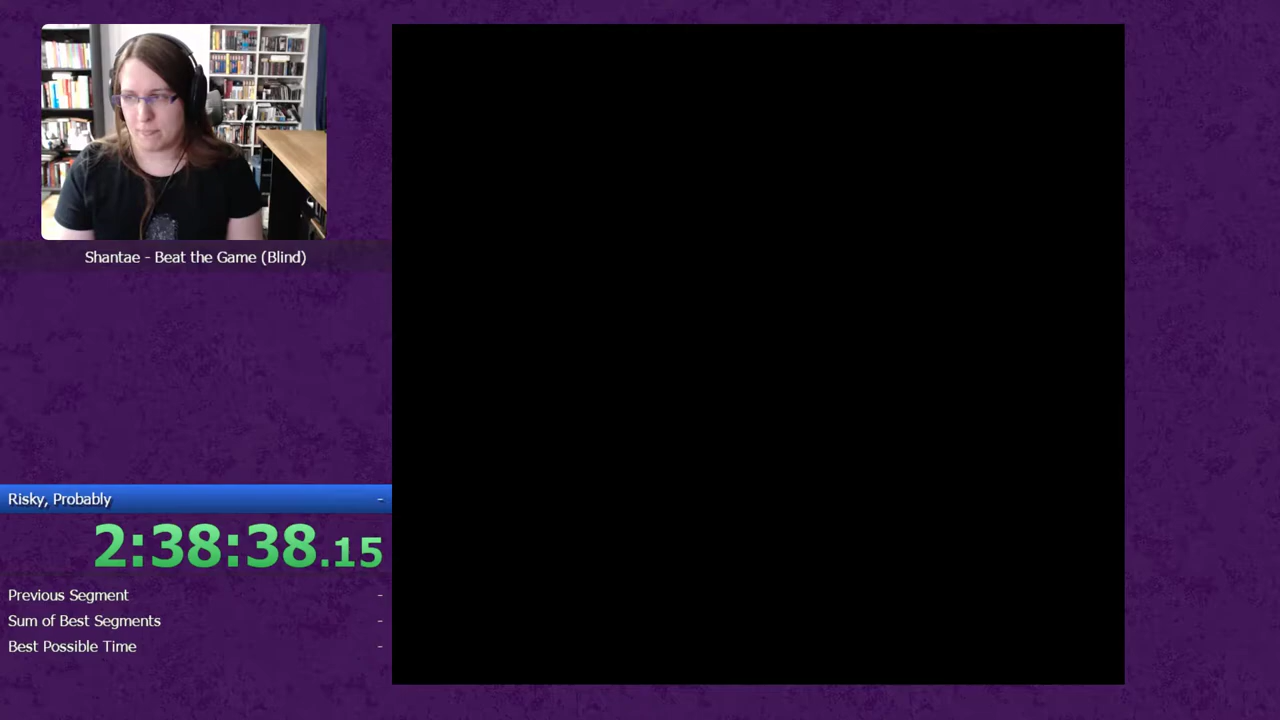 Shantae - Beat the Game (Blind)
Risky, Probably -
2:38:38.15
Previous Segment -
Sum of Best Segments -
Best Possible Time -